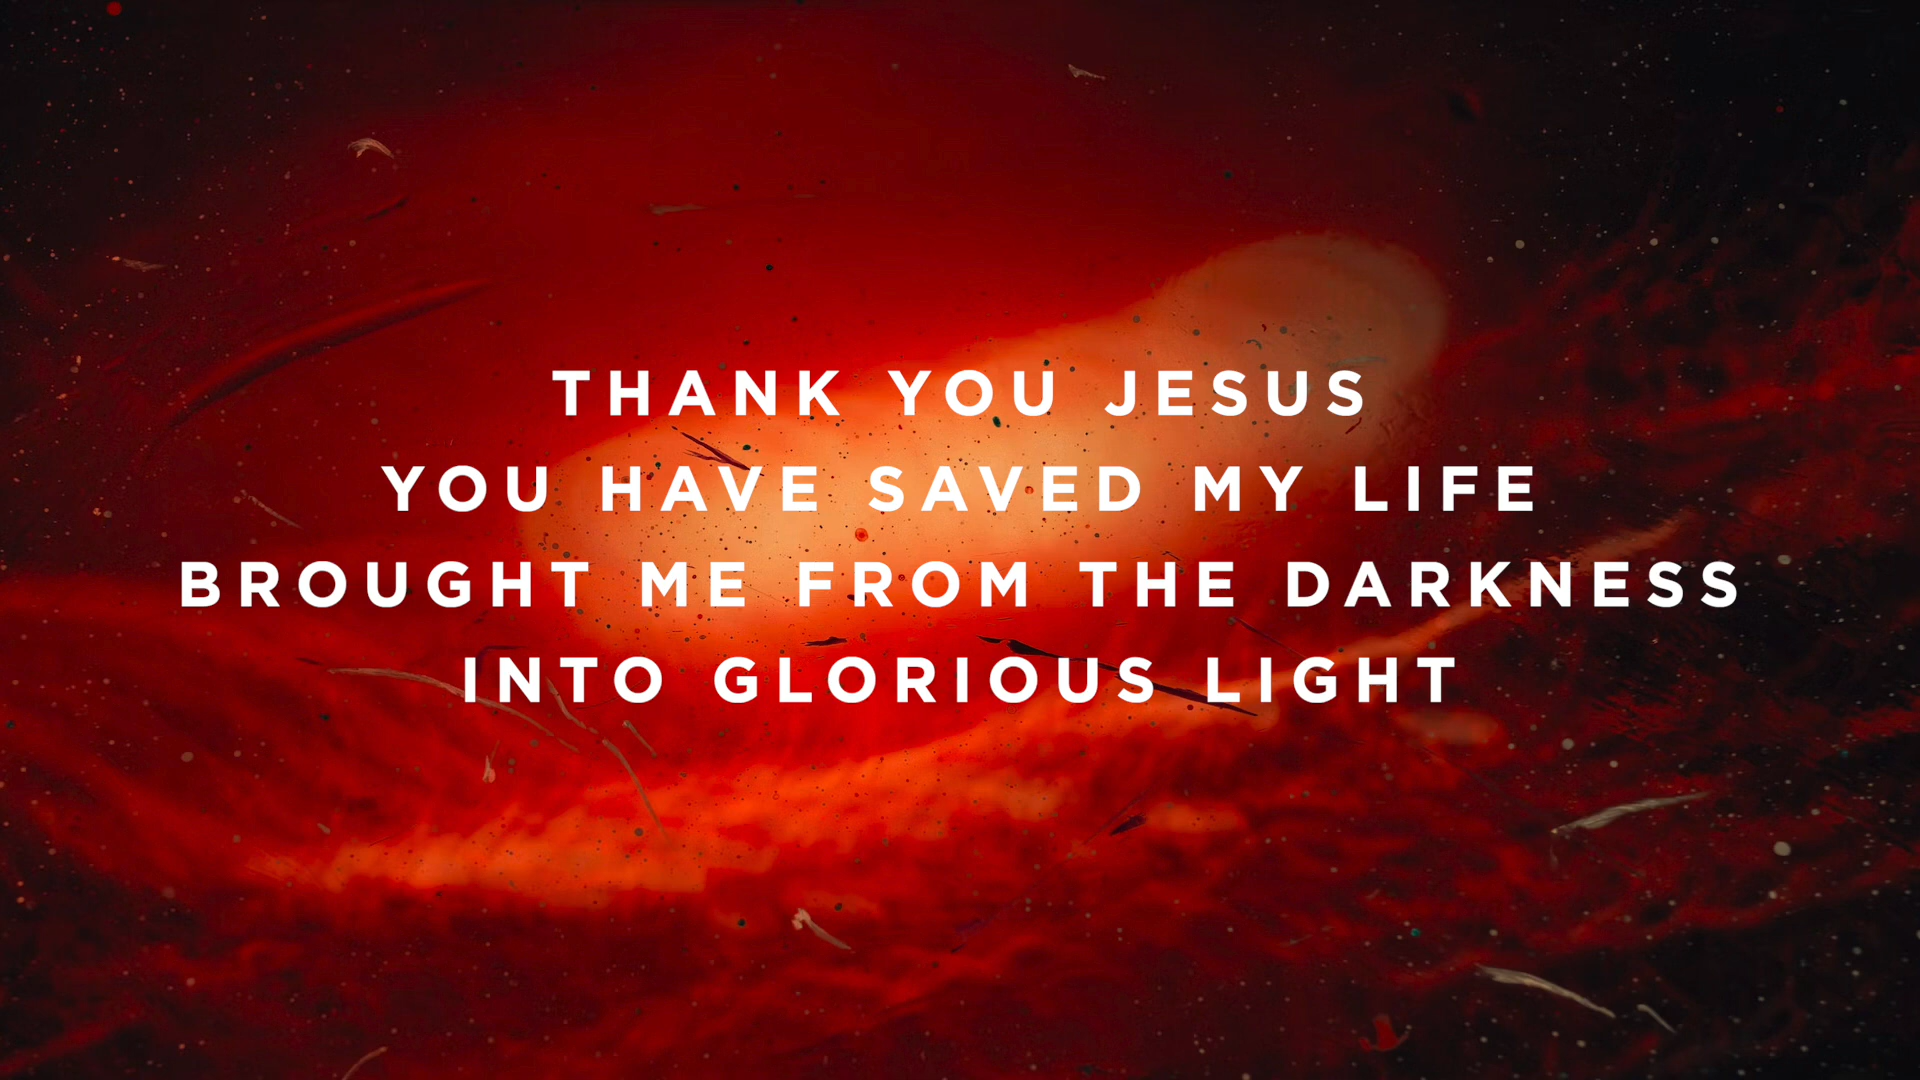 THANK YOU JESUS
YOU HAVE SAVED MY LIFE
BROUGHT ME FROM THE DARKNESS
INTO GLORIOUS LIGHT